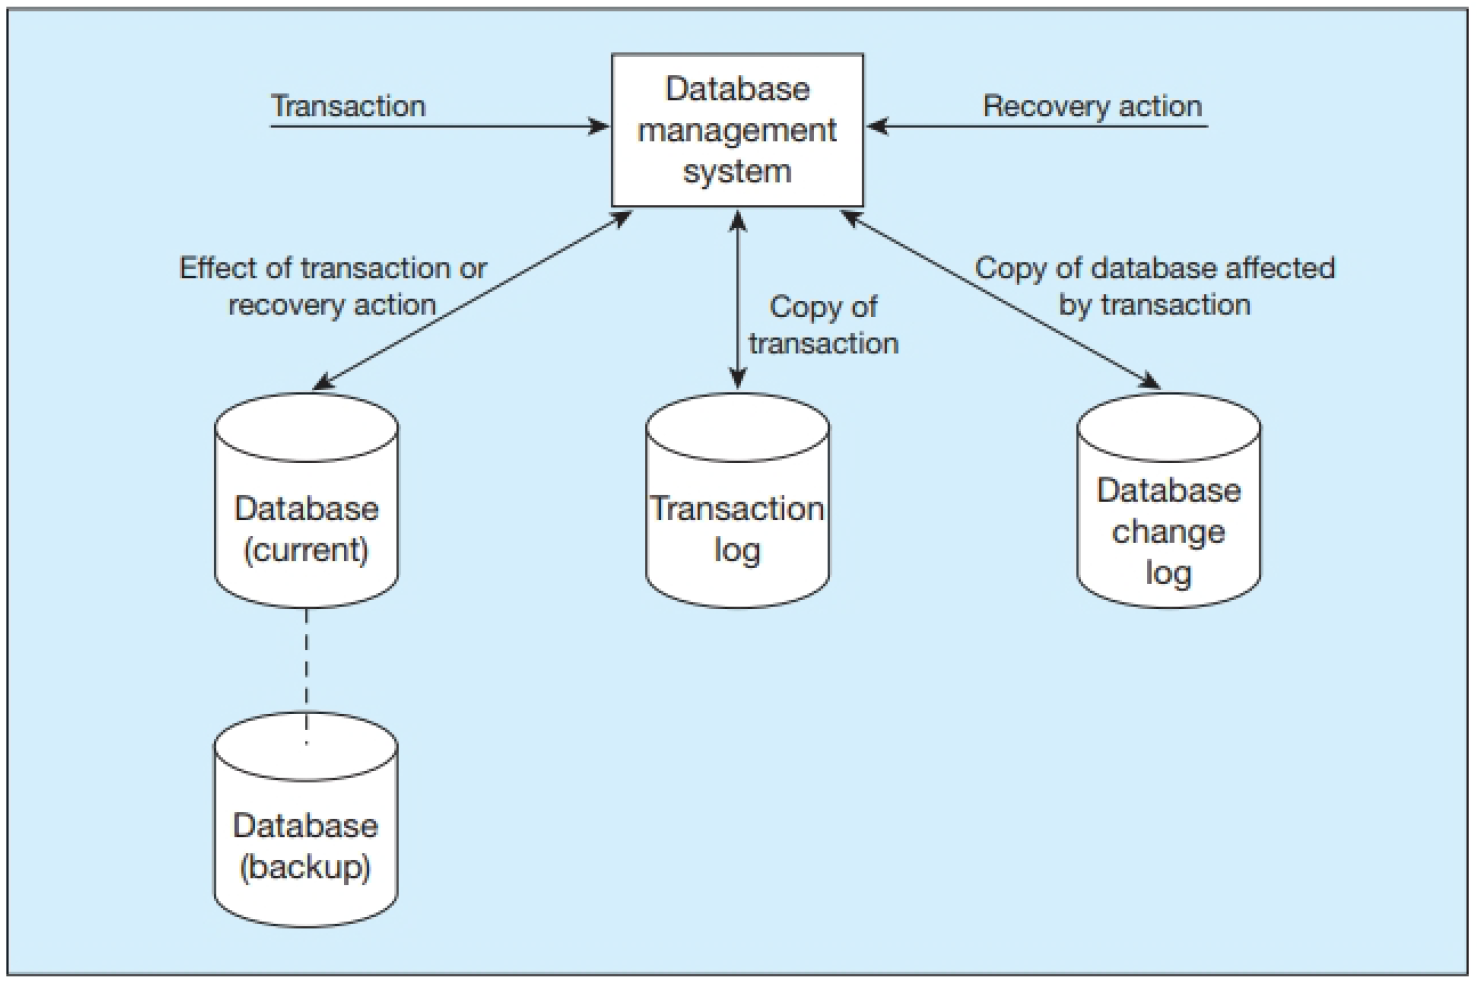 Transaction
Database
management
system
Recovery action
Effect of transaction or
recovery action
Copy of
transaction
Copy of database affected
by transaction
Database
(current)
Transaction
log
Database
change
log
Database
(backup)